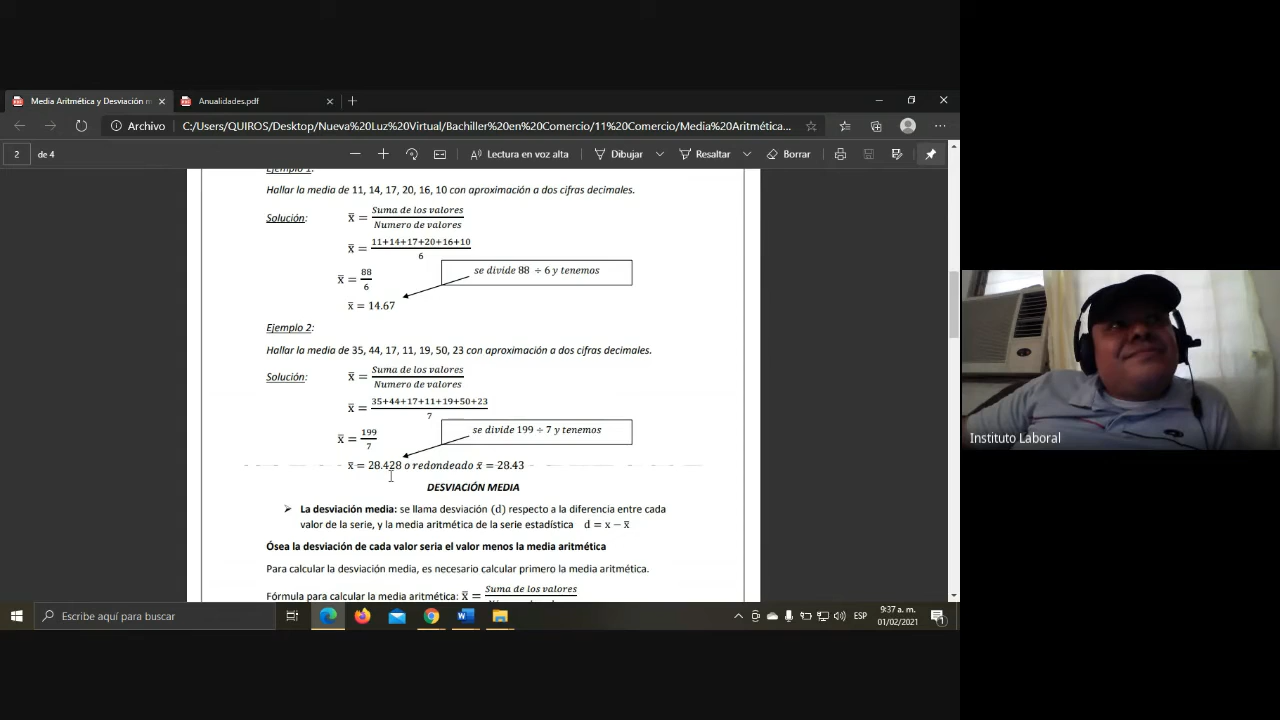 Media Aritmética y Desviación n
Anualidades.pdf
Archivo
C:/Users/QUIROS/Desktop/Nueva%20Luz%20Virtual/Bachiller%20en%20Comercio/11%20Comercio/Media%20Aritmética...
2 de 4
Lectura en voz alta
Dibujar
Resaltar
Borrar
Ejemplo 1:
Hallar la media de 11, 14, 17, 20, 16, 10 con aproximación a dos cifras decimales.
Solución: x̅ = Suma de los valores / Numero de valores
x̅ = 11+14+17+20+16+10 / 6
se divide 88 ÷ 6 y tenemos
x̅ = 88 / 6
x̅ = 14.67
Ejemplo 2:
Hallar la media de 35, 44, 17, 11, 19, 50, 23 con aproximación a dos cifras decimales.
Solución: x̅ = Suma de los valores / Numero de valores
x̅ = 35+44+17+11+19+50+23 / 7
se divide 199 ÷ 7 y tenemos
x̅ = 199 / 7
x̅ = 28.428 o redondeado x̅ = 28.43
DESVIACIÓN MEDIA
➢ La desviación media: se llama desviación (d) respecto a la diferencia entre cada
valor de la serie, y la media aritmética de la serie estadística d = x − x̅
Ósea la desviación de cada valor seria el valor menos la media aritmética
Para calcular la desviación media, es necesario calcular primero la media aritmética.
Fórmula para calcular la media aritmética: x̅ = Suma de los valores
Instituto Laboral
Escribe aquí para buscar
ESP
9:37 a. m.
01/02/2021
1